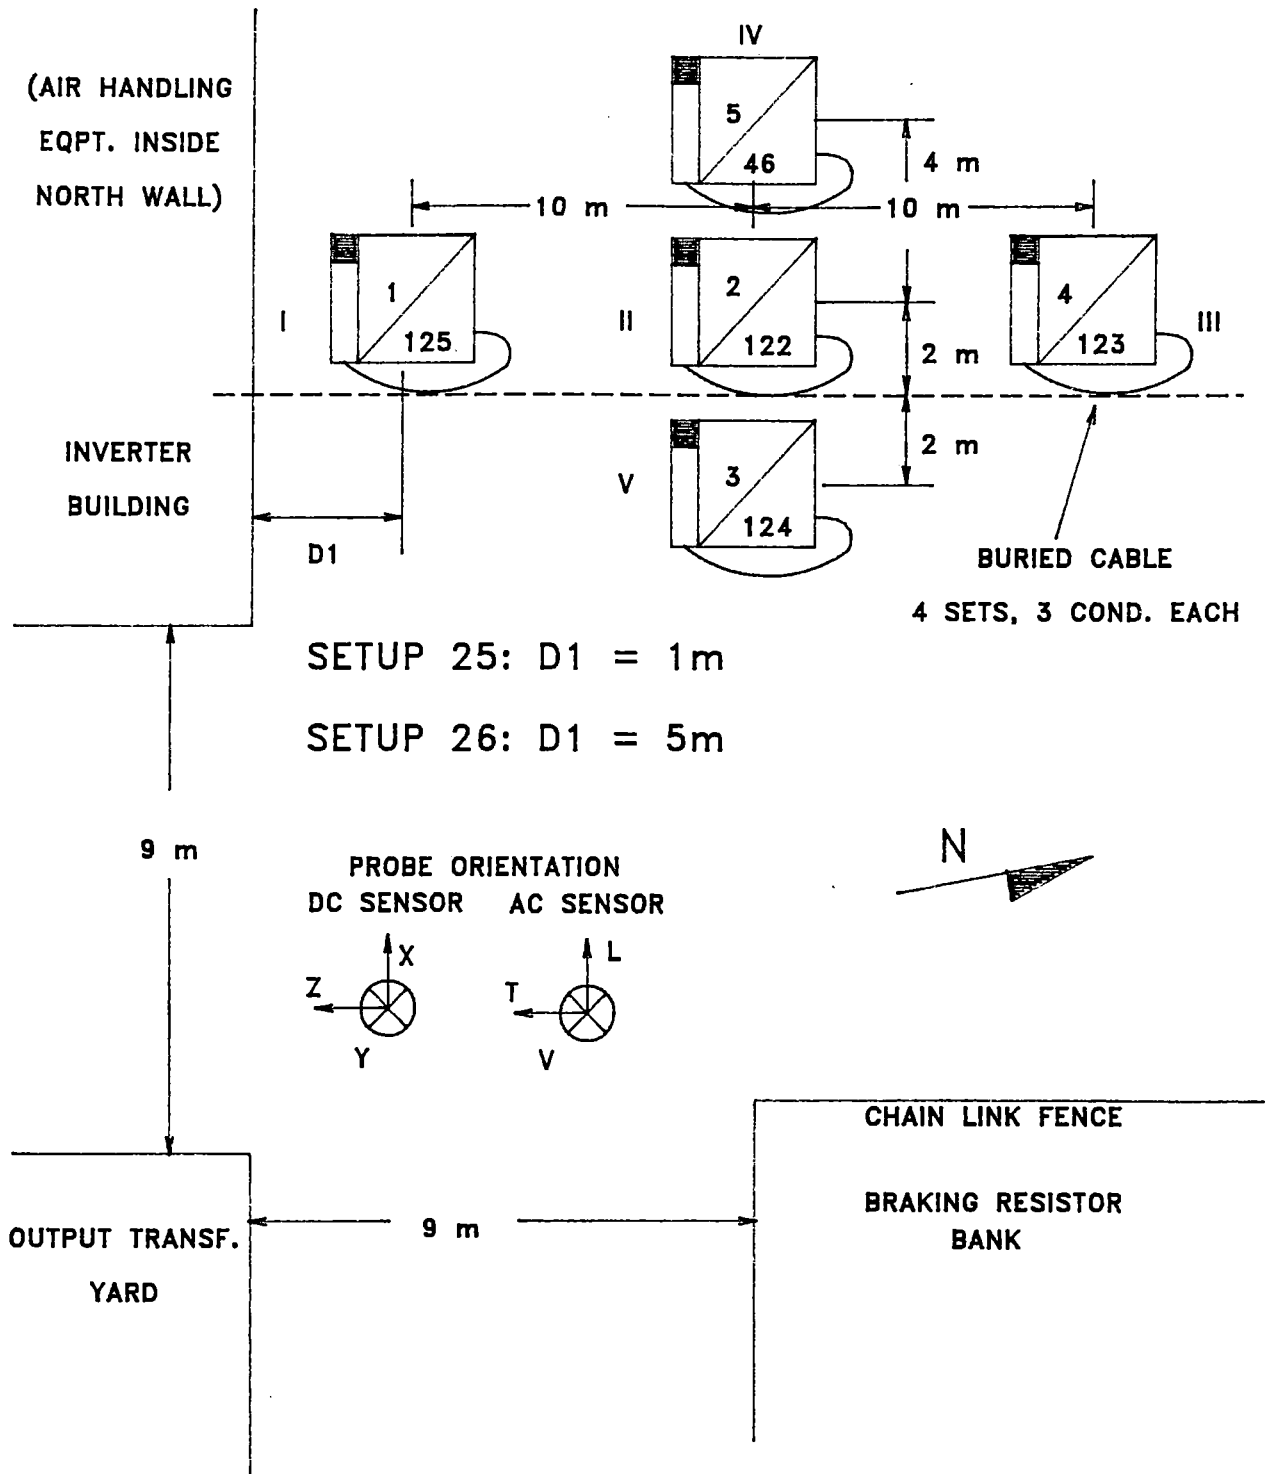 (AIR HANDLING
EQPT. INSIDE
NORTH WALL)
IV
5
46
4 m
10 m
10 m
I
1
125
II
2
122
4
123
III
2 m
2 m
V
3
124
INVERTER
BUILDING
D1
BURIED CABLE
4 SETS, 3 COND. EACH
SETUP 25: D1 = 1m
SETUP 26: D1 = 5m
9 m
N
PROBE ORIENTATION
DC SENSOR
AC SENSOR
X
Z
Y
L
T
V
CHAIN LINK FENCE
BRAKING RESISTOR
BANK
9 m
OUTPUT TRANSF.
YARD